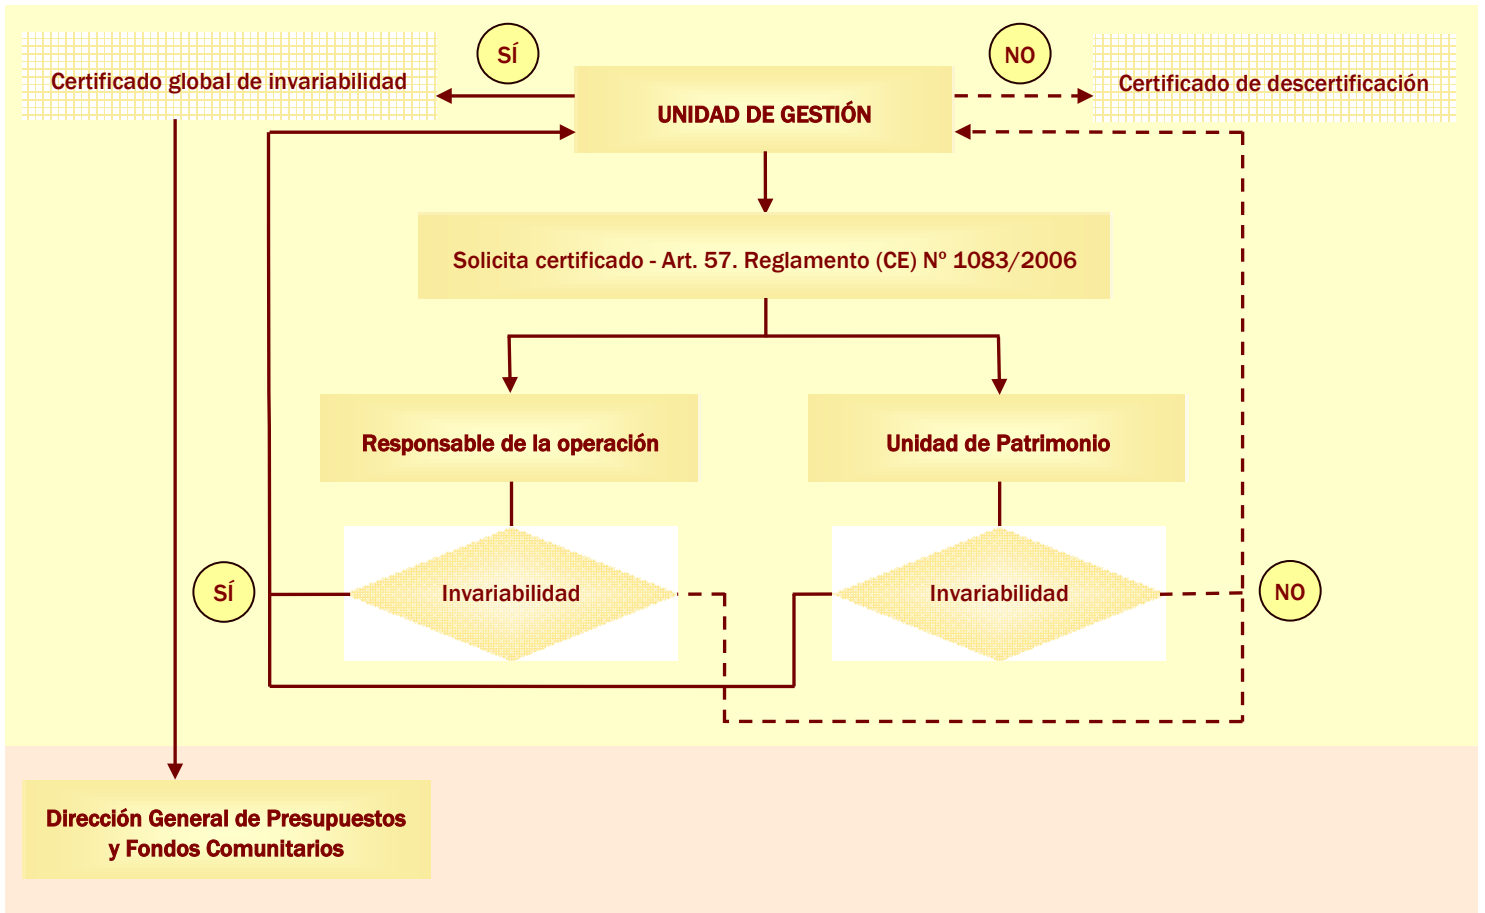 SÍ
NO
Certificado global de invariabilidad
Certificado de descertificación
UNIDAD DE GESTIÓN
Solicita certificado - Art. 57. Reglamento (CE) Nº 1083/2006
Responsable de la operación
Unidad de Patrimonio
SÍ
Invariabilidad
Invariabilidad
NO
Dirección General de Presupuestos
y Fondos Comunitarios